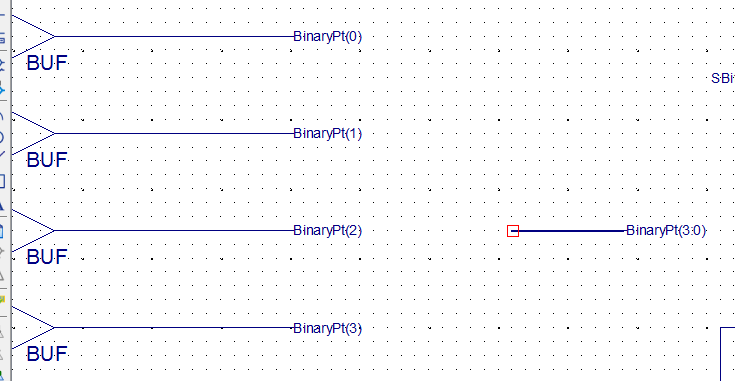 BinaryPt(0)
BUF
SBi
BinaryPt(1)
BUF
BinaryPt(2)
BinaryPt(3:0)
BUF
BinaryPt(3)
BUF